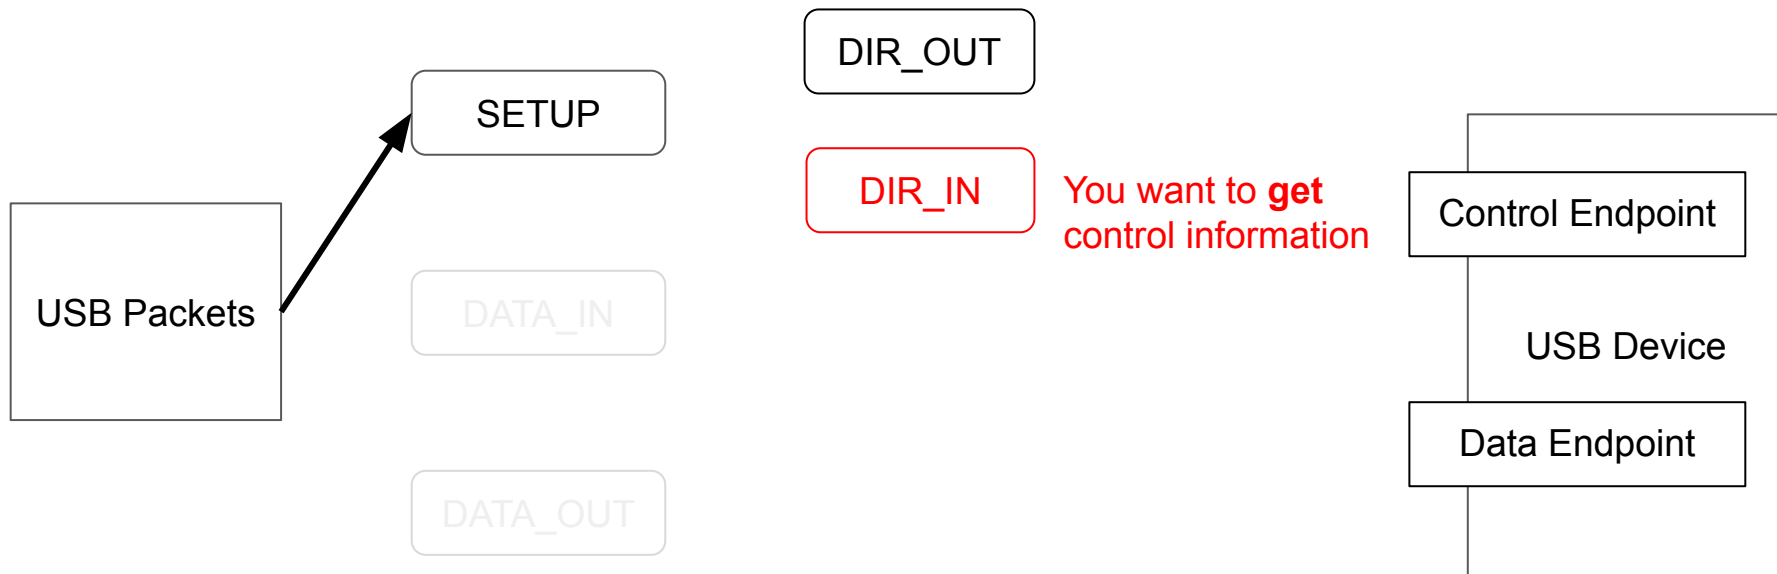 DIR_OUT
SETUP
DIR_IN
You want to get
control information
Control Endpoint
USB Packets
DATA_IN
USB Device
Data Endpoint
DATA_OUT